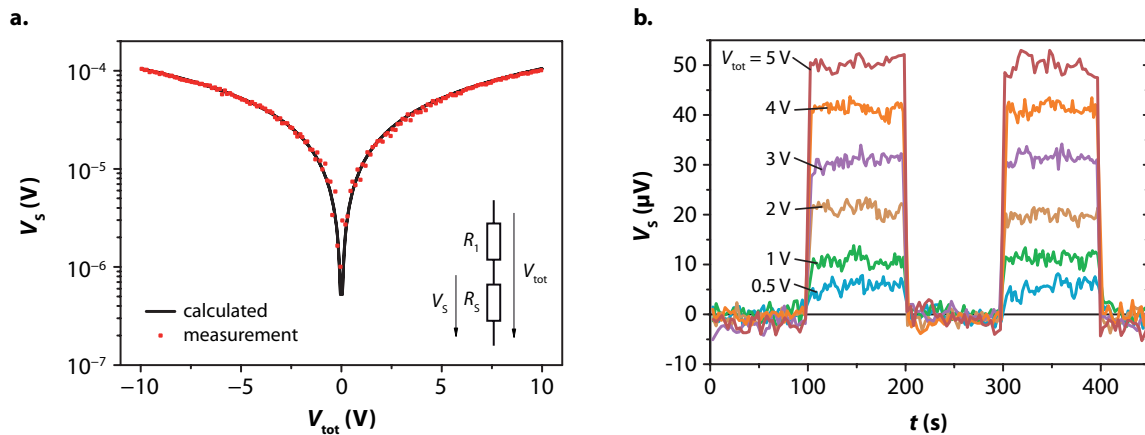 a.
10⁻⁴
10⁻⁵
10⁻⁶
10⁻⁷
V_S (V)
−10
−5
0
5
10
V_tot (V)
calculated
measurement
R_1
R_S
V_S
V_tot
b.
50
40
30
20
10
0
-10
V_s (µV)
V_tot = 5 V
4 V
3 V
2 V
1 V
0.5 V
0
100
200
300
400
t (s)